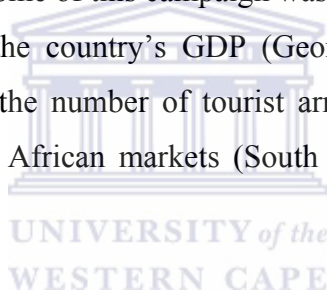 ome of this campaign was
he country’s GDP (Geor
the number of tourist arr
African markets (South
UNIVERSITY of the
WESTERN CAPE